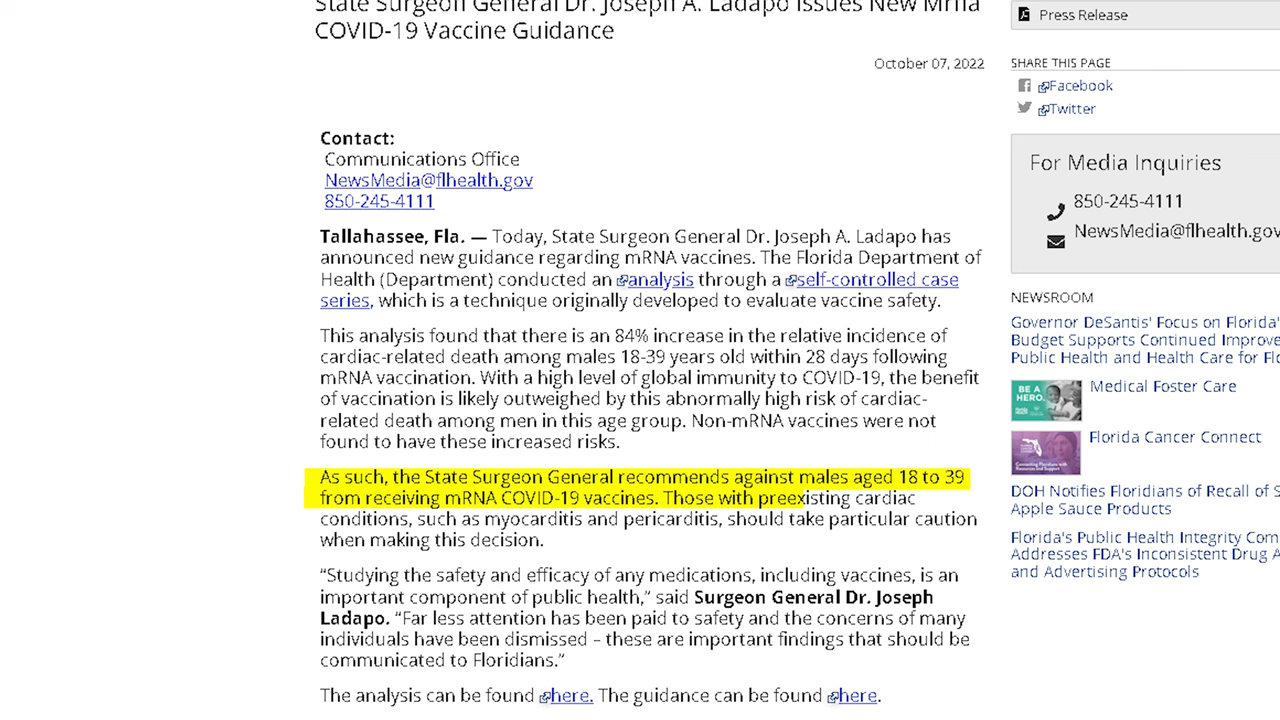 State Surgeon General Dr. Joseph A. Ladapo Issues New Mrna
COVID-19 Vaccine Guidance
October 07, 2022
Contact:
Communications Office
NewsMedia@flhealth.gov
850-245-4111
Tallahassee, Fla. — Today, State Surgeon General Dr. Joseph A. Ladapo has
announced new guidance regarding mRNA vaccines. The Florida Department of
Health (Department) conducted an analysis through a self-controlled case
series, which is a technique originally developed to evaluate vaccine safety.
This analysis found that there is an 84% increase in the relative incidence of
cardiac-related death among males 18-39 years old within 28 days following
mRNA vaccination. With a high level of global immunity to COVID-19, the benefit
of vaccination is likely outweighed by this abnormally high risk of cardiac-
related death among men in this age group. Non-mRNA vaccines were not
found to have these increased risks.
As such, the State Surgeon General recommends against males aged 18 to 39
from receiving mRNA COVID-19 vaccines. Those with preexisting cardiac
conditions, such as myocarditis and pericarditis, should take particular caution
when making this decision.
“Studying the safety and efficacy of any medications, including vaccines, is an
important component of public health,” said Surgeon General Dr. Joseph
Ladapo. “Far less attention has been paid to safety and the concerns of many
individuals have been dismissed – these are important findings that should be
communicated to Floridians.”
The analysis can be found here. The guidance can be found here.
Press Release
SHARE THIS PAGE
Facebook
Twitter
For Media Inquiries
850-245-4111
NewsMedia@flhealth.gov
NEWSROOM
Governor DeSantis' Focus on Florida'
Budget Supports Continued Improve
Public Health and Health Care for Flo
BE A
HERO.
Medical Foster Care
Florida Cancer Connect
DOH Notifies Floridians of Recall of S
Apple Sauce Products
Florida's Public Health Integrity Com
Addresses FDA's Inconsistent Drug A
and Advertising Protocols